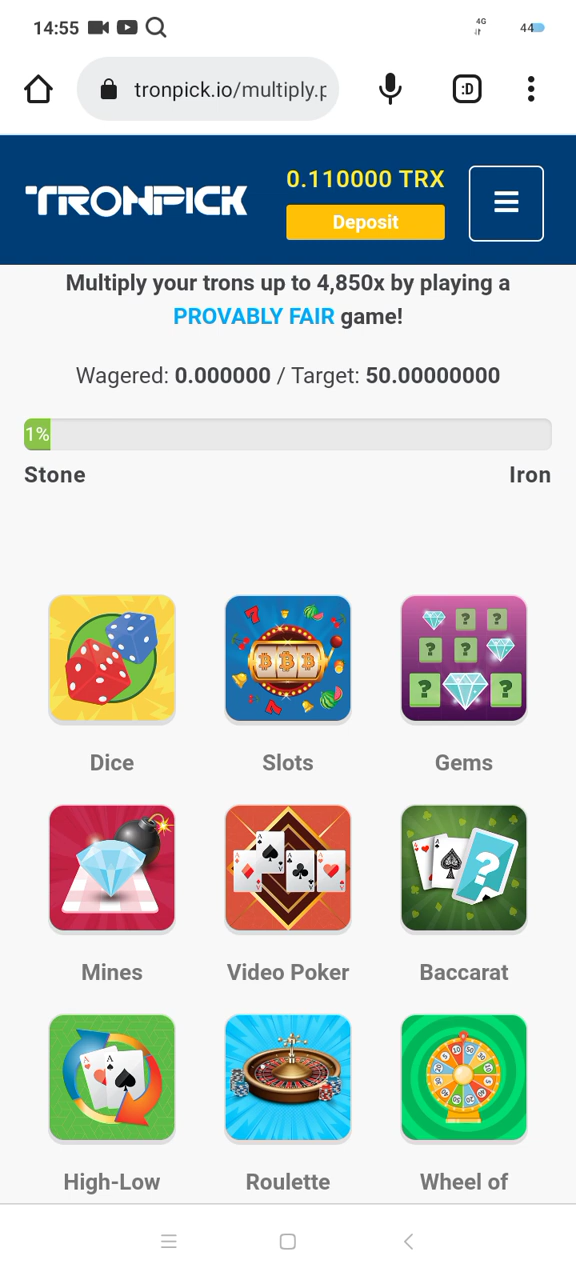 14:55
4G
44
tronpick.io/multiply.p
:D
TRONPICK
0.110000 TRX
Deposit
Multiply your trons up to 4,850x by playing a
PROVABLY FAIR game!
Wagered: 0.000000 / Target: 50.00000000
1%
Stone
Iron
Dice
Slots
Gems
Mines
Video Poker
Baccarat
High-Low
Roulette
Wheel of